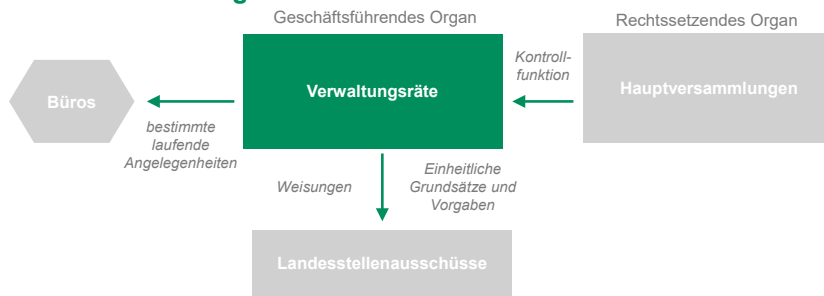 Geschäftsführendes Organ
Rechtssetzendes Organ
Kontroll-
funktion
Büros
Verwaltungsräte
Hauptversammlungen
bestimmte
laufende
Angelegenheiten
Weisungen
Einheitliche
Grundsätze und
Vorgaben
Landesstellenausschüsse